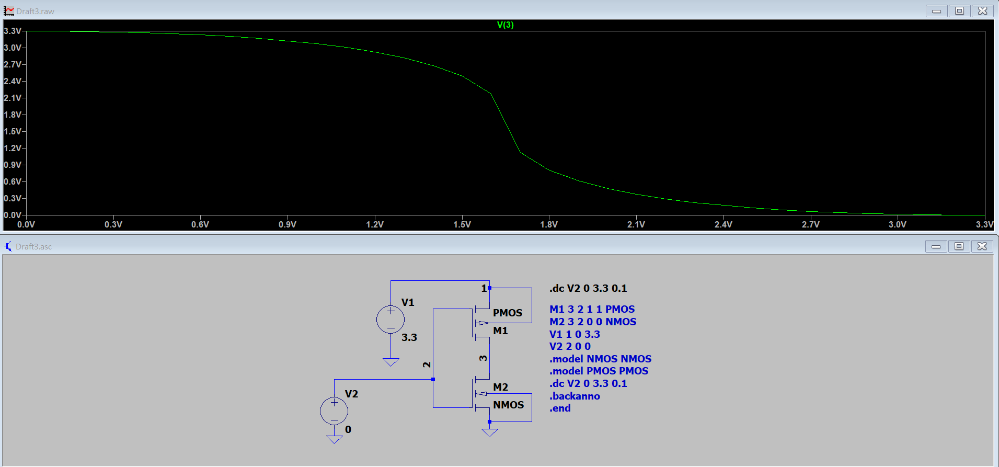 Draft3.raw
V(3)
3.3V
3.0V
2.7V
2.4V
2.1V
1.8V
1.5V
1.2V
0.9V
0.6V
0.3V
0.0V
0.0V 0.3V 0.6V 0.9V 1.2V 1.5V 1.8V 2.1V 2.4V 2.7V 3.0V 3.3V
Draft3.asc
V1
3.3
1
PMOS
M1
2
3
V2
0
M2
NMOS
.dc V2 0 3.3 0.1
M1 3 2 1 1 PMOS
M2 3 2 0 0 NMOS
V1 1 0 3.3
V2 2 0 0
.model NMOS NMOS
.model PMOS PMOS
.dc V2 0 3.3 0.1
.backanno
.end